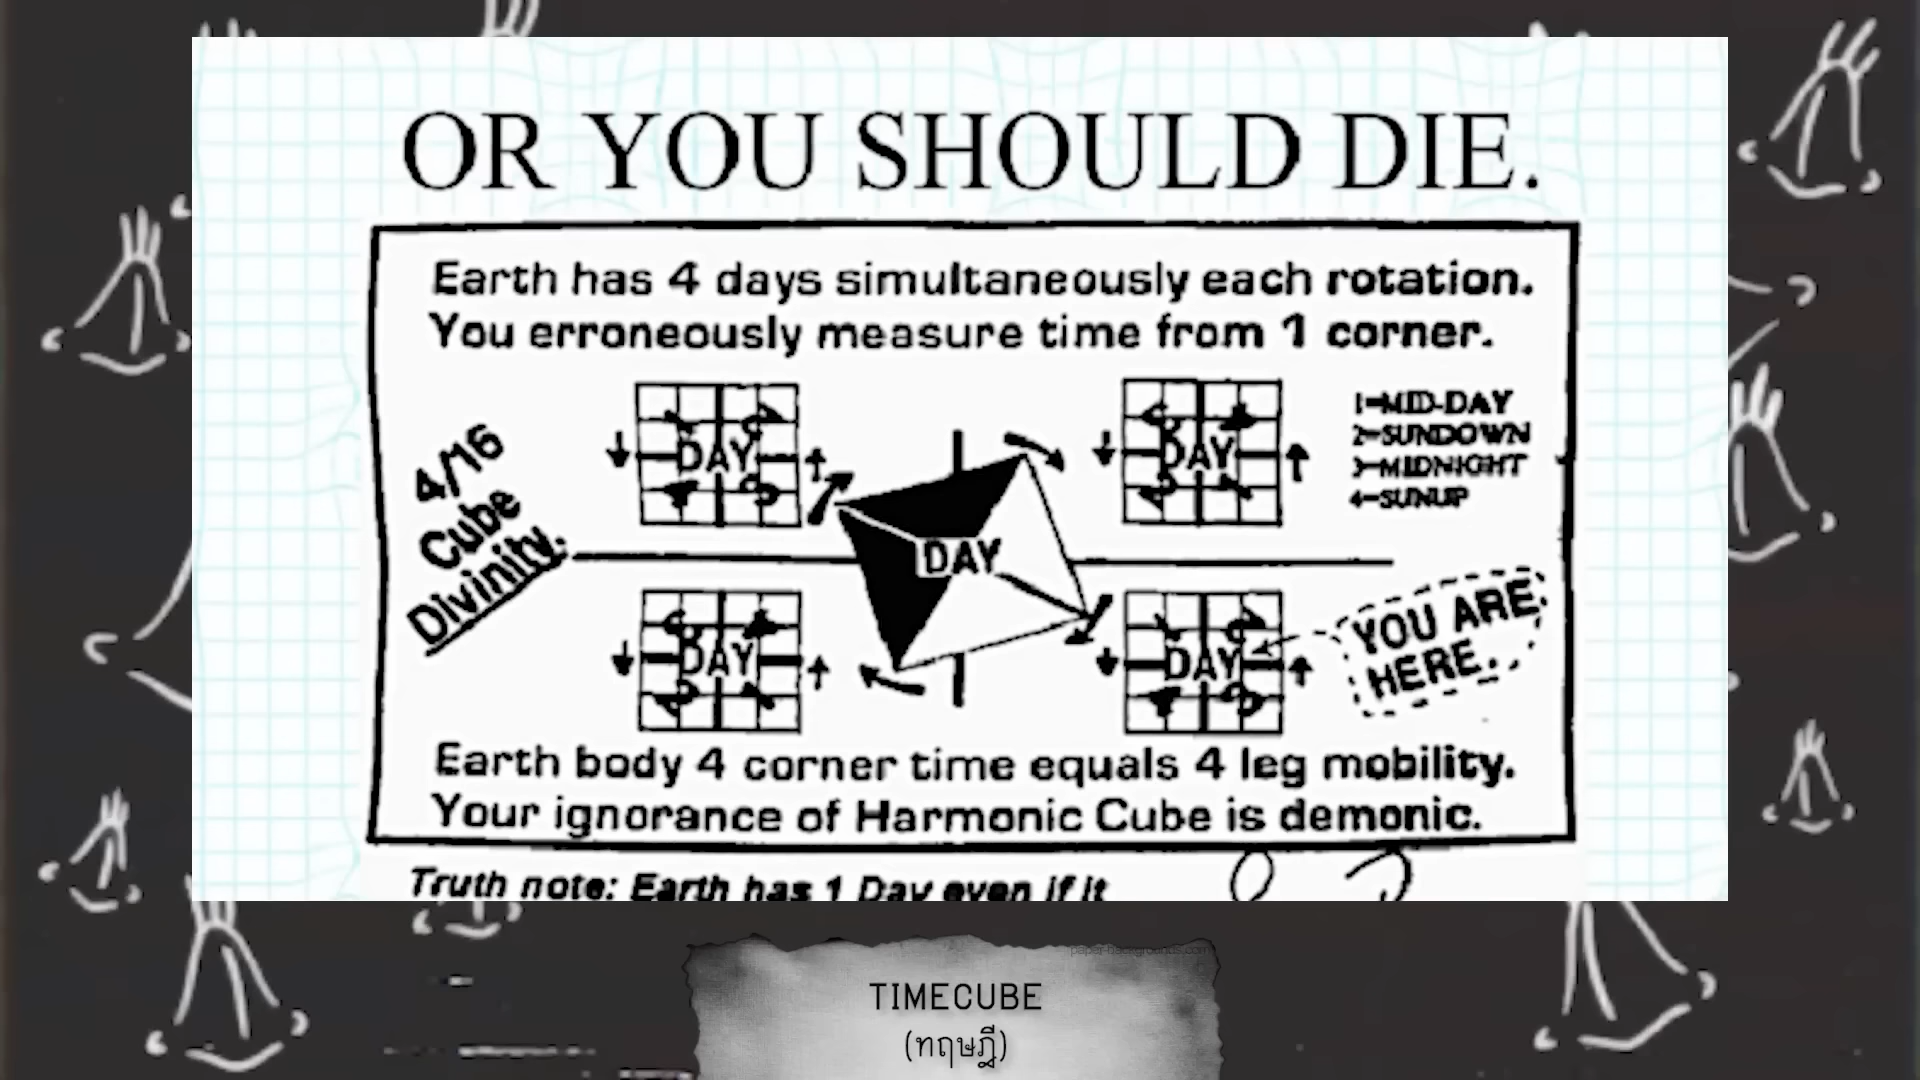 OR YOU SHOULD DIE.
Earth has 4 days simultaneously each rotation.
You erroneously measure time from 1 corner.
4/16
Cube
Divinity.
DAY
DAY
DAY
DAY
DAY
1-MID-DAY
2-SUNDOWN
3-MIDNIGHT
4-SUNUP
YOU ARE
HERE.
Earth body 4 corner time equals 4 leg mobility.
Your ignorance of Harmonic Cube is demonic.
Truth note: Earth has 1 Day even if it
paper-backgrounds.com
TIMECUBE
(ทฤษฎี)